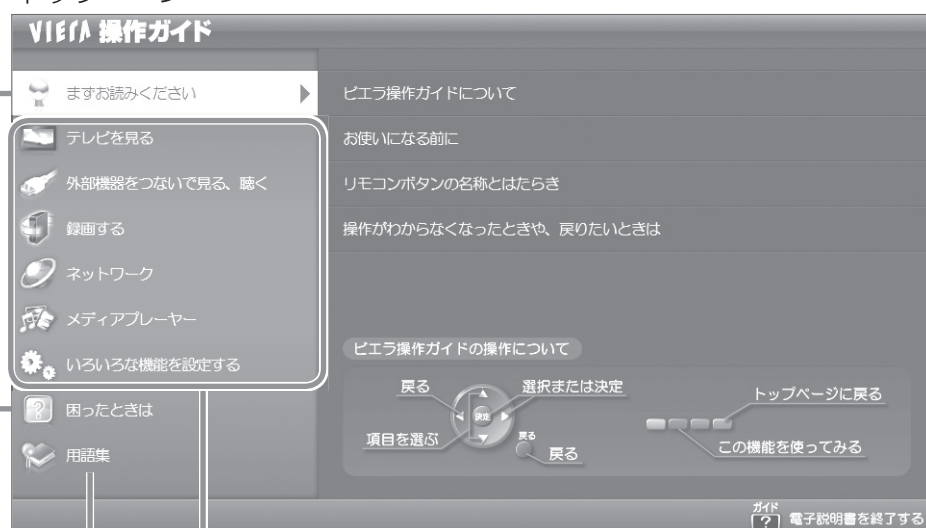 VIErA 操作ガイド
まずお読みください
テレビを見る
外部機器をつないで見る、聴く
録画する
ネットワーク
メディアプレーヤー
いろいろな機能を設定する
困ったときは
用語集
ビエラ操作ガイドについて
お使いになる前に
リモコンボタンの名称とはたらき
操作がわからなくなったときや、戻りたいときは
ビエラ操作ガイドの操作について
戻る
選択または決定
決定
項目を選ぶ
戻る
戻る
トップページに戻る
この機能を使ってみる
ガイド
? 電子説明書を終了する